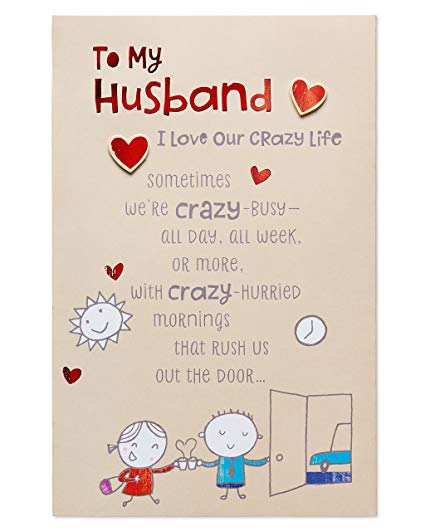 To My
Husband
I Love Our Crazy Life
sometimes
we're crazy-busy—
all day, all week,
or more,
with crazy-hurried
mornings
that rush us
out the door...